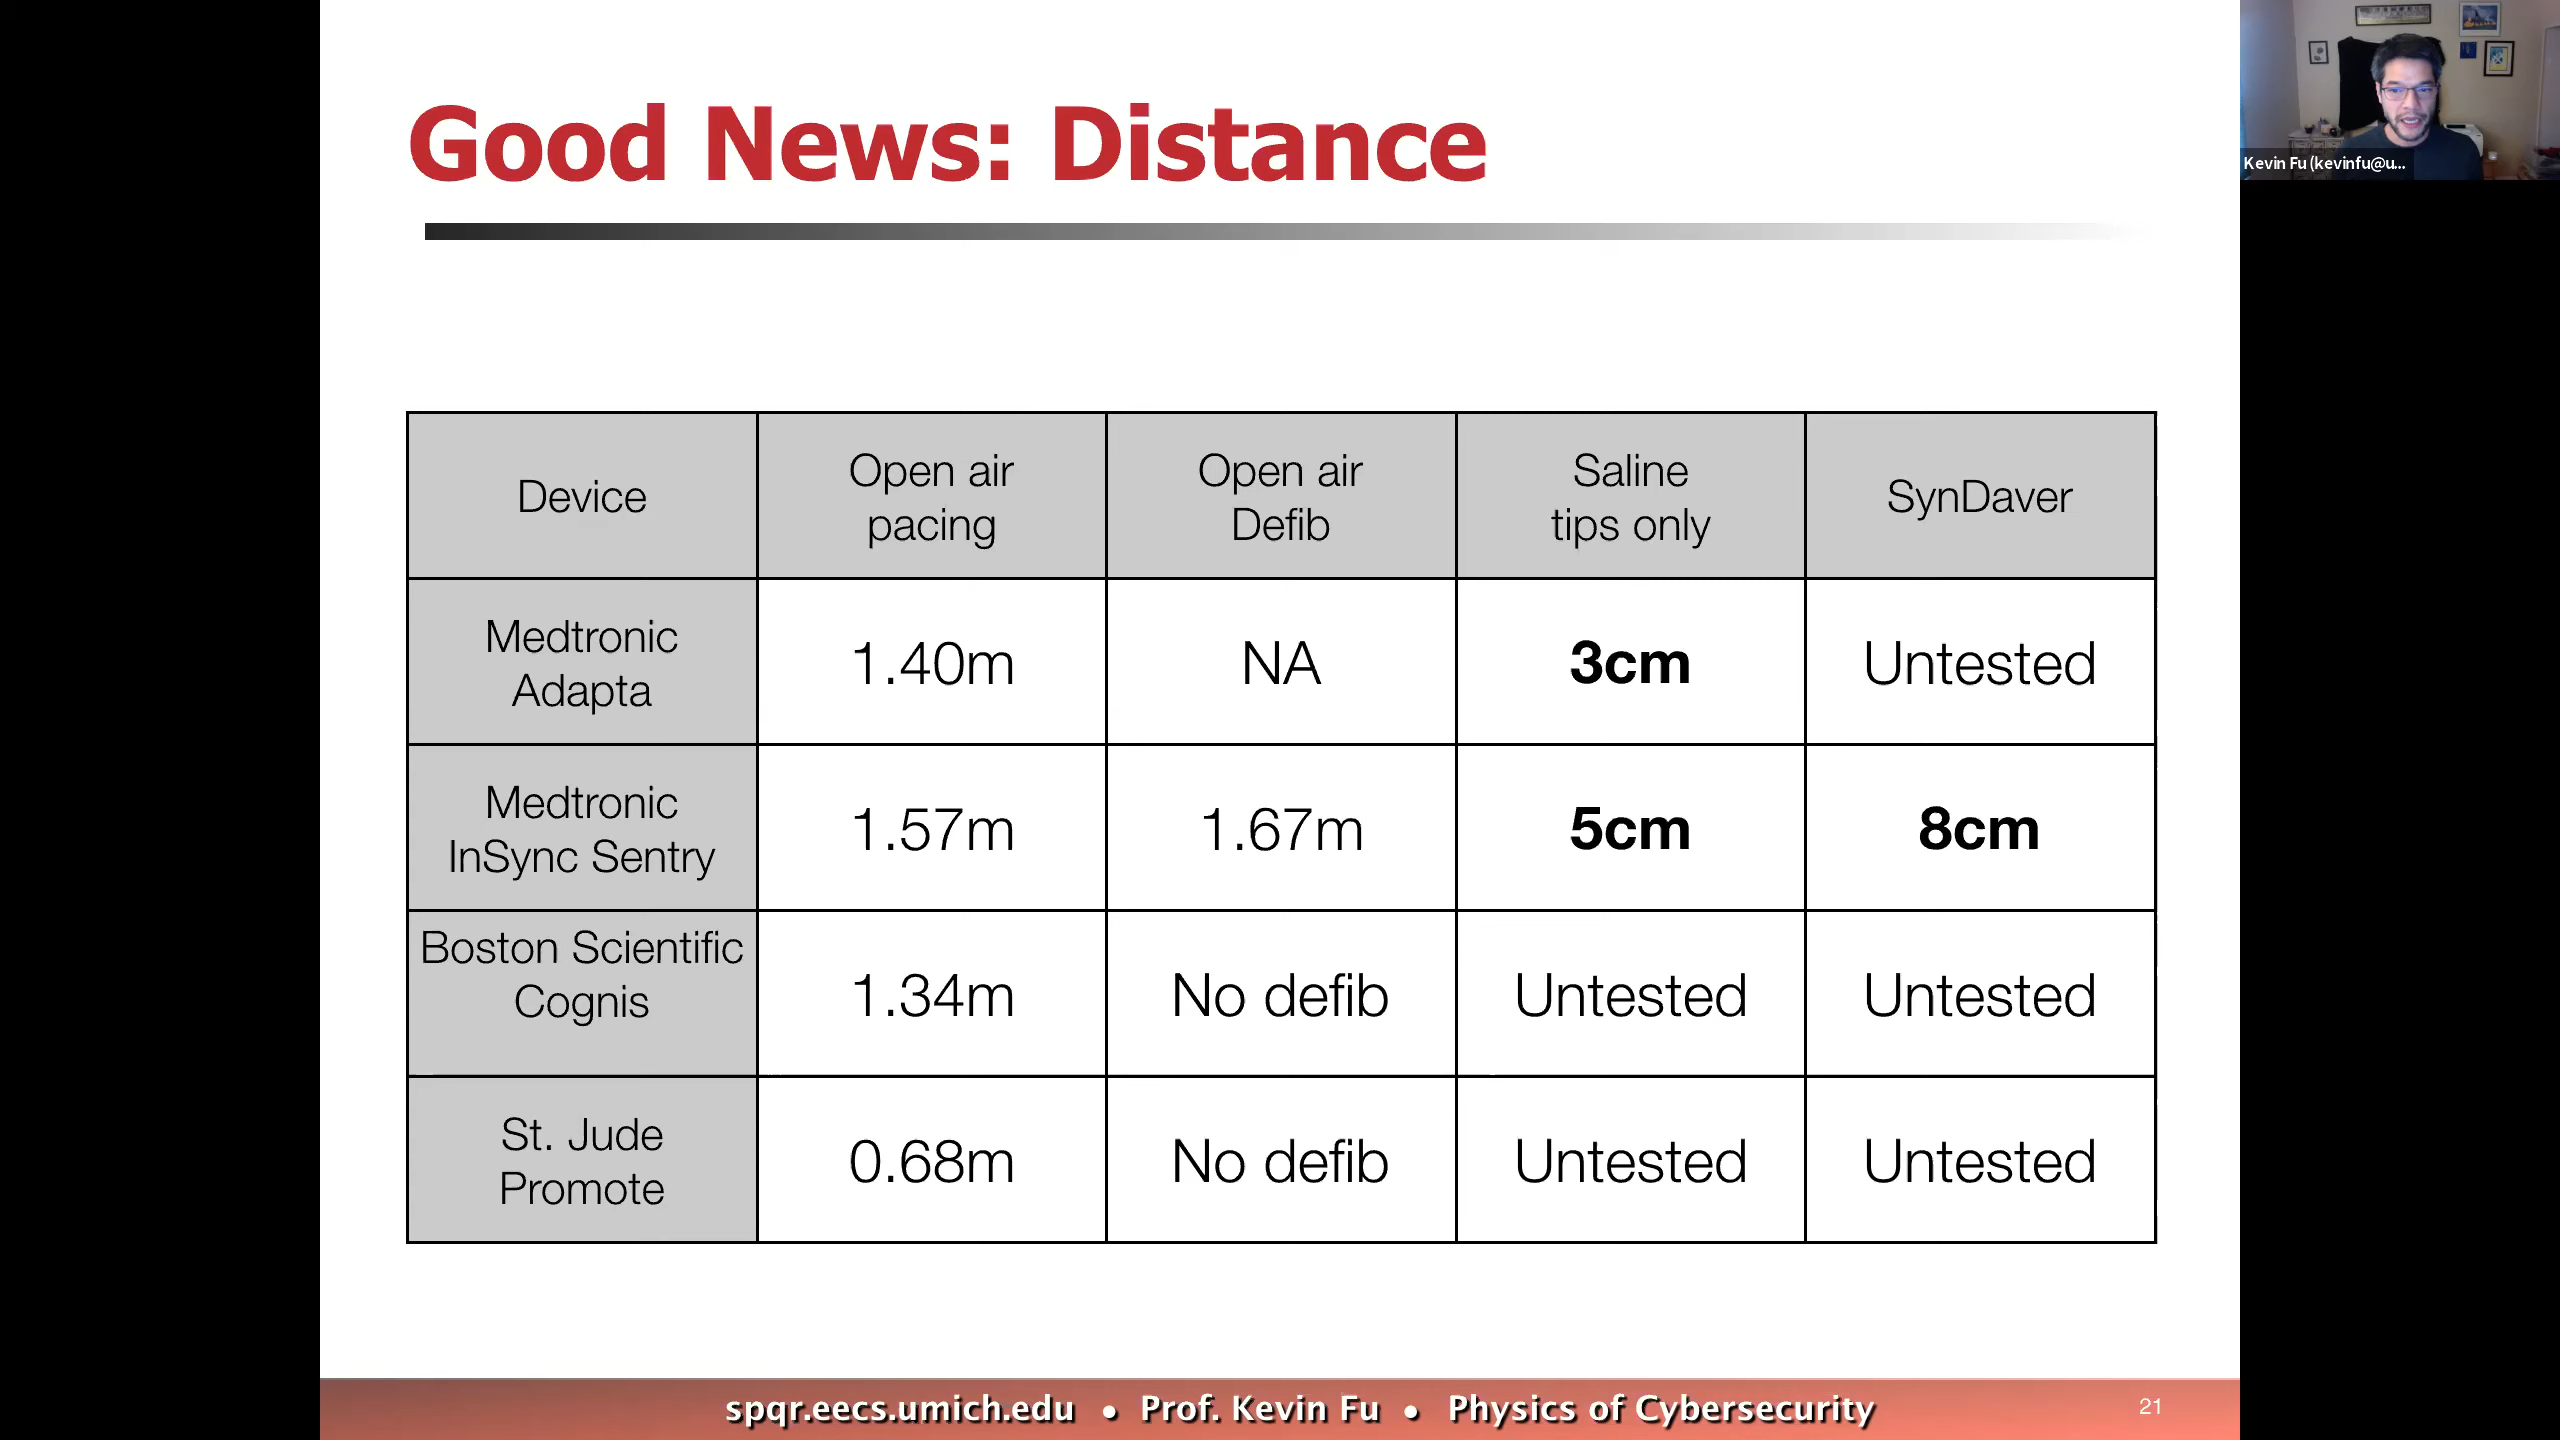 Good News: Distance
Kevin Fu (kevinfu@u...
Device
Open air
pacing
Open air
Defib
Saline
tips only
SynDaver
Medtronic
Adapta
1.40m
NA
3cm
Untested
Medtronic
InSync Sentry
1.57m
1.67m
5cm
8cm
Boston Scientific
Cognis
1.34m
No defib
Untested
Untested
St. Jude
Promote
0.68m
No defib
Untested
Untested
spqr.eecs.umich.edu • Prof. Kevin Fu • Physics of Cybersecurity
21